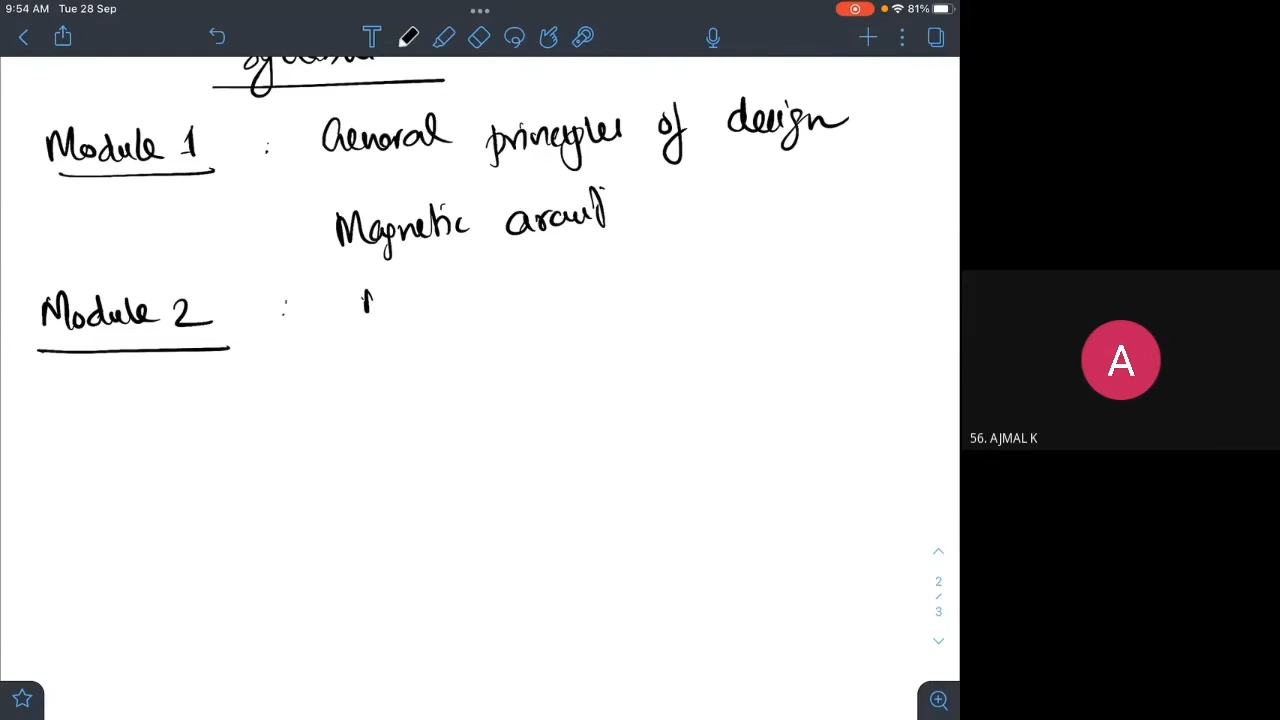 9:54 AM Tue 28 Sep
81%
Syllabus
Module 1 : General principles of design
Magnetic circuit
Module 2 :
A
56. AJMAL K
2
/
3